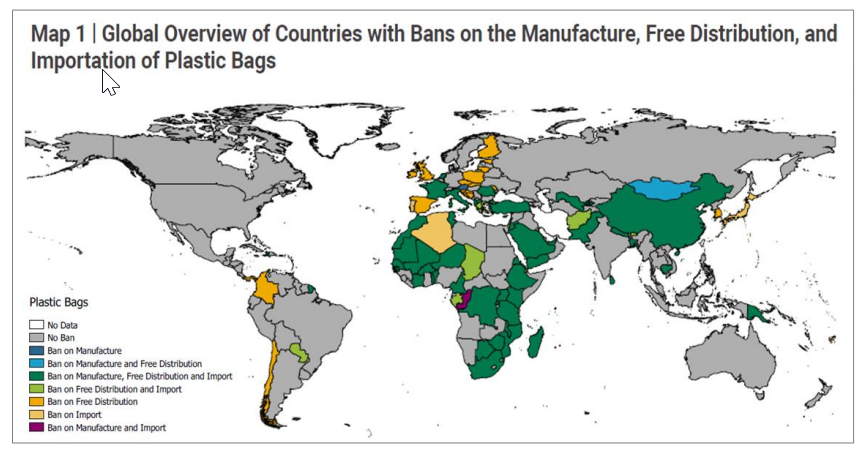 Map 1 | Global Overview of Countries with Bans on the Manufacture, Free Distribution, and
Importation of Plastic Bags
Plastic Bags
No Data
No Ban
Ban on Manufacture
Ban on Manufacture and Free Distribution
Ban on Manufacture, Free Distribution and Import
Ban on Free Distribution and Import
Ban on Free Distribution
Ban on Import
Ban on Manufacture and Import